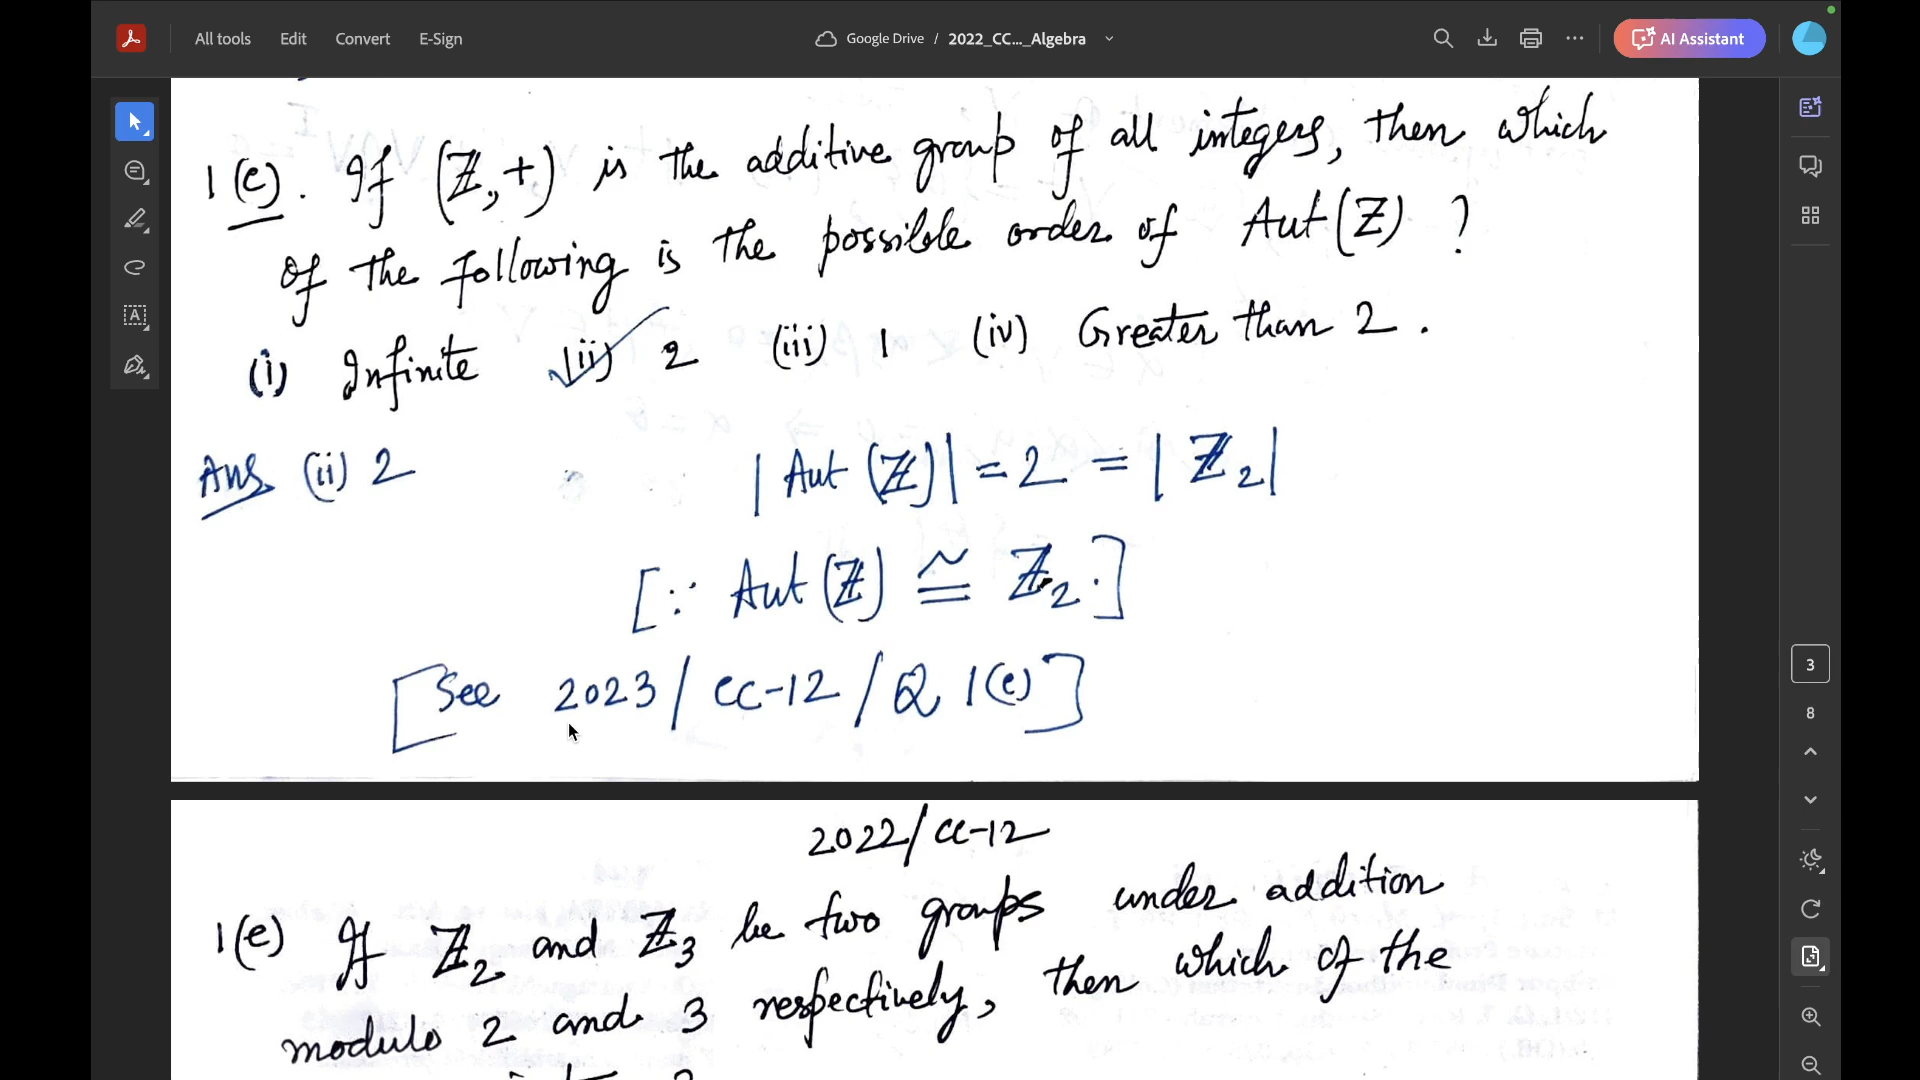 All tools Edit Convert E-Sign Google Drive / 2022_CC..._Algebra AI Assistant
1(e). If (ℤ, +) is the additive group of all integers, then which
of the following is the possible order of Aut(ℤ) ?
(i) Infinite (ii) 2 (iii) 1 (iv) Greater than 2.
Ans (ii) 2 |Aut(ℤ)| = 2 = |ℤ₂|
[∵ Aut(ℤ) ≅ ℤ₂.]
[See 2023/ CC-12 / Q 1(e)]
3
8
2022/CC-12
1(e) If ℤ₂ and ℤ₃ be two groups under addition
modulo 2 and 3 respectively, then which of the